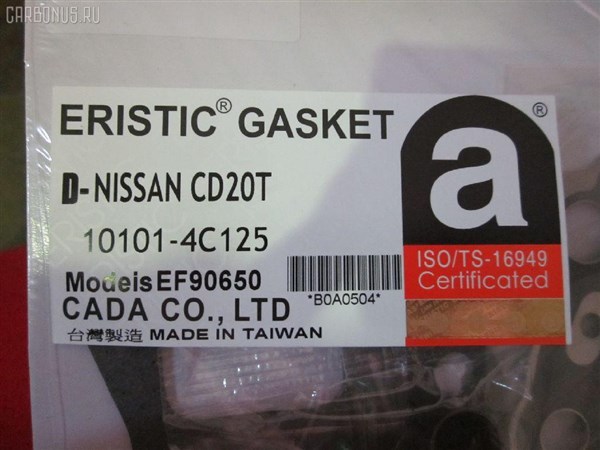 CARBONUS.RU
ERISTIC® GASKET
D-NISSAN CD20T
10101-4C125
Modeis EF90650
*B0A0504*
CADA CO., LTD
台灣製造 MADE IN TAIWAN
a ®
ISO/TS-16949
Certificated